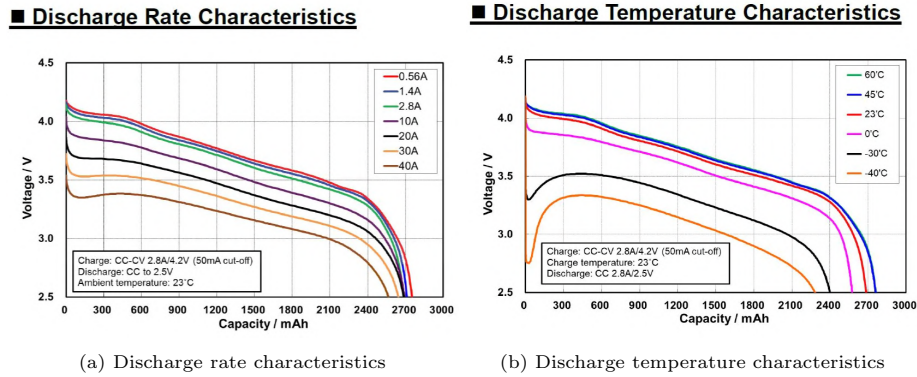 ■ Discharge Rate Characteristics
4.5
4.0
3.5
3.0
2.5
Voltage / V
0.56A
1.4A
2.8A
10A
20A
30A
40A
Charge: CC-CV 2.8A/4.2V (50mA cut-off)
Discharge: CC to 2.5V
Ambient temperature: 23°C
0 300 600 900 1200 1500 1800 2100 2400 2700 3000
Capacity / mAh
(a) Discharge rate characteristics
■ Discharge Temperature Characteristics
4.5
4.0
3.5
3.0
2.5
Voltage / V
60°C
45°C
23°C
0°C
-30°C
-40°C
Charge: CC-CV 2.8A/4.2V (50mA cut-off)
Charge temperature: 23°C
Discharge: CC 2.8A/2.5V
0 300 600 900 1200 1500 1800 2100 2400 2700 3000
Capacity / mAh
(b) Discharge temperature characteristics